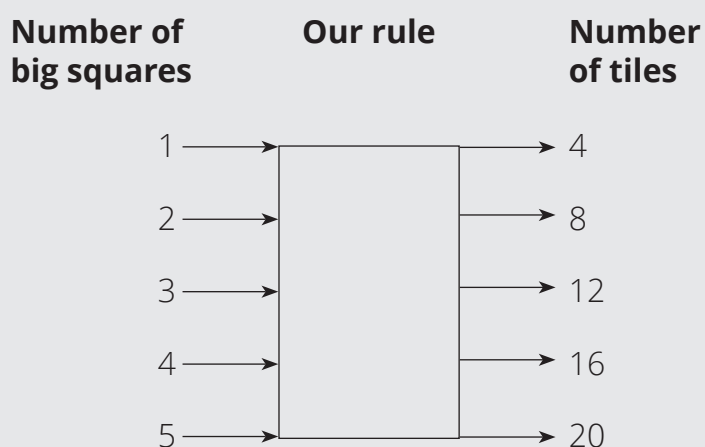 Number of big squares
Our rule
Number of tiles
1 4
2 8
3 12
4 16
5 20